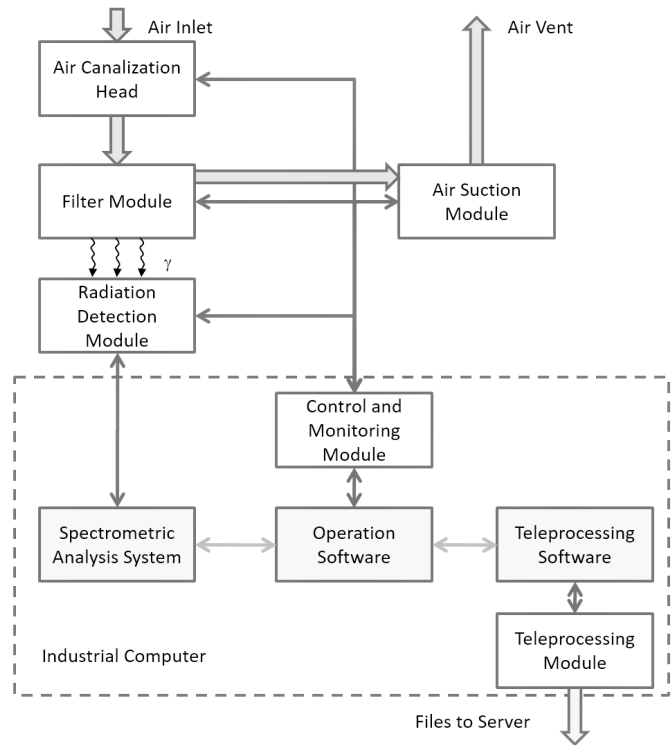 Air Inlet
Air Vent
Air Canalization
Head
Filter Module
Air Suction
Module
γ
Radiation
Detection
Module
Control and
Monitoring
Module
Spectrometric
Analysis System
Operation
Software
Teleprocessing
Software
Industrial Computer
Teleprocessing
Module
Files to Server